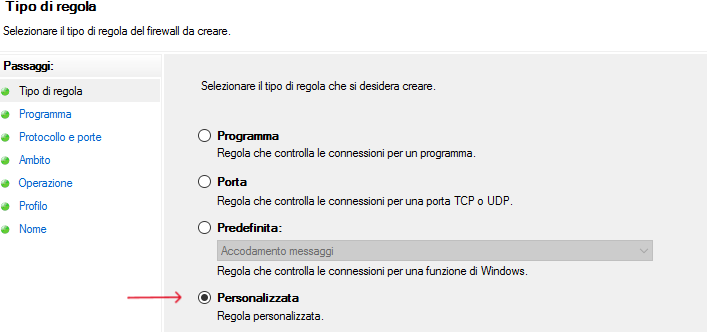 Tipo di regola
Selezionare il tipo di regola del firewall da creare.
Passaggi:
Tipo di regola
Programma
Protocollo e porte
Ambito
Operazione
Profilo
Nome
Selezionare il tipo di regola che si desidera creare.
Programma
Regola che controlla le connessioni per un programma.
Porta
Regola che controlla le connessioni per una porta TCP o UDP.
Predefinita:
Accodamento messaggi
Regola che controlla le connessioni per una funzione di Windows.
Personalizzata
Regola personalizzata.